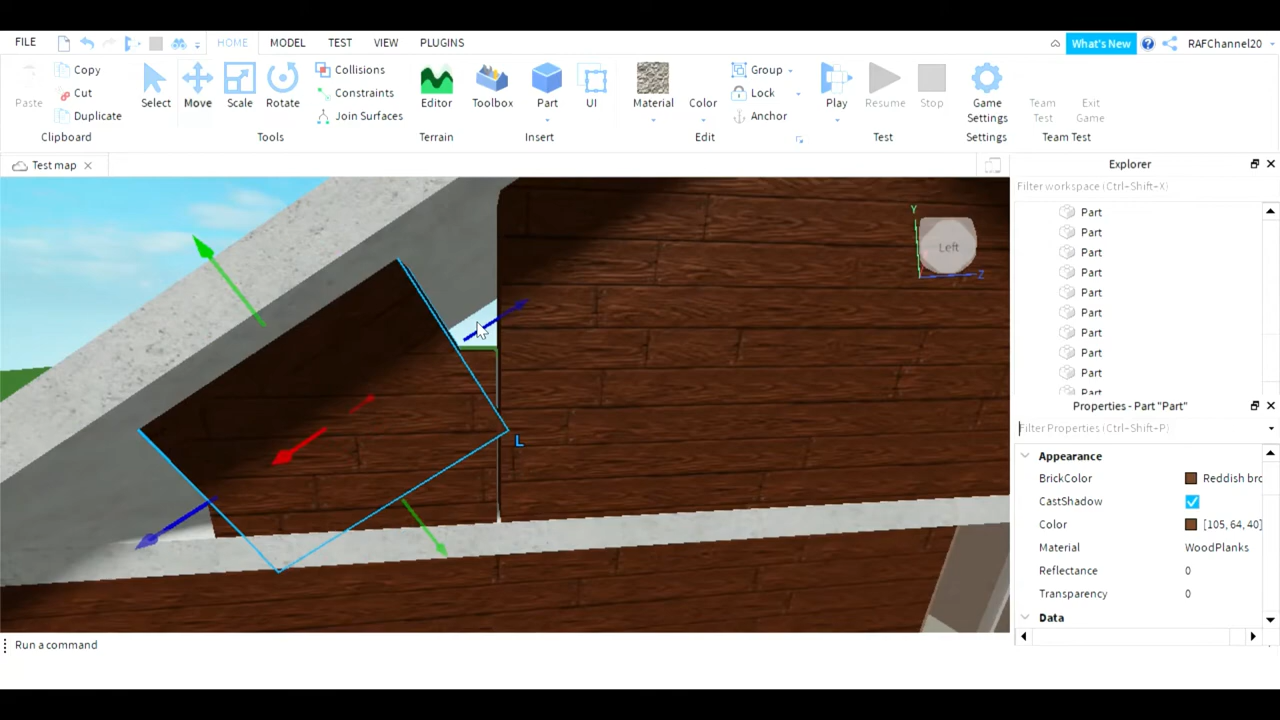 FILE HOME MODEL TEST VIEW PLUGINS What's New RAFChannel20
Paste Copy Cut Duplicate
Clipboard
Select Move Scale Rotate Collisions Constraints Join Surfaces
Tools
Editor
Terrain
Toolbox Part UI
Insert
Material Color Group Lock Anchor
Edit
Play Resume Stop
Test
Game Settings
Settings
Team Test Exit Game
Team Test
Test map
Explorer
Filter workspace (Ctrl-Shift-X)
Part
Part
Part
Part
Part
Part
Part
Part
Part
Part
Y
Left
Z
L
Properties - Part "Part"
Filter Properties (Ctrl-Shift-P)
Appearance
BrickColor Reddish bro
CastShadow
Color [105, 64, 40]
Material WoodPlanks
Reflectance 0
Transparency 0
Data
Run a command